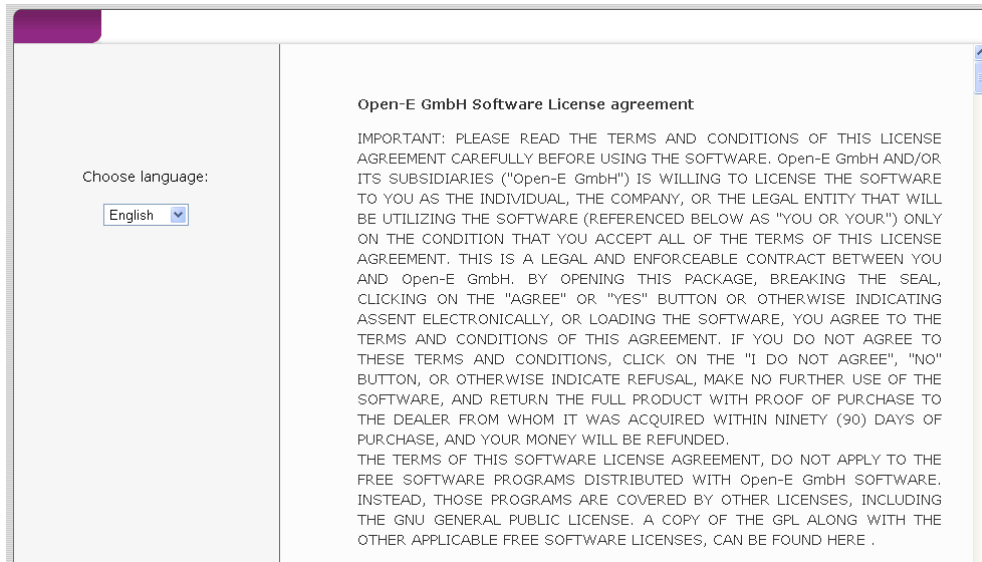 Choose language:
English
Open-E GmbH Software License agreement
IMPORTANT: PLEASE READ THE TERMS AND CONDITIONS OF THIS LICENSE
AGREEMENT CAREFULLY BEFORE USING THE SOFTWARE. Open-E GmbH AND/OR
ITS SUBSIDIARIES ("Open-E GmbH") IS WILLING TO LICENSE THE SOFTWARE
TO YOU AS THE INDIVIDUAL, THE COMPANY, OR THE LEGAL ENTITY THAT WILL
BE UTILIZING THE SOFTWARE (REFERENCED BELOW AS "YOU OR YOUR") ONLY
ON THE CONDITION THAT YOU ACCEPT ALL OF THE TERMS OF THIS LICENSE
AGREEMENT. THIS IS A LEGAL AND ENFORCEABLE CONTRACT BETWEEN YOU
AND Open-E GmbH. BY OPENING THIS PACKAGE, BREAKING THE SEAL,
CLICKING ON THE "AGREE" OR "YES" BUTTON OR OTHERWISE INDICATING
ASSENT ELECTRONICALLY, OR LOADING THE SOFTWARE, YOU AGREE TO THE
TERMS AND CONDITIONS OF THIS AGREEMENT. IF YOU DO NOT AGREE TO
THESE TERMS AND CONDITIONS, CLICK ON THE "I DO NOT AGREE", "NO"
BUTTON, OR OTHERWISE INDICATE REFUSAL, MAKE NO FURTHER USE OF THE
SOFTWARE, AND RETURN THE FULL PRODUCT WITH PROOF OF PURCHASE TO
THE DEALER FROM WHOM IT WAS ACQUIRED WITHIN NINETY (90) DAYS OF
PURCHASE, AND YOUR MONEY WILL BE REFUNDED.
THE TERMS OF THIS SOFTWARE LICENSE AGREEMENT, DO NOT APPLY TO THE
FREE SOFTWARE PROGRAMS DISTRIBUTED WITH Open-E GmbH SOFTWARE.
INSTEAD, THOSE PROGRAMS ARE COVERED BY OTHER LICENSES, INCLUDING
THE GNU GENERAL PUBLIC LICENSE. A COPY OF THE GPL ALONG WITH THE
OTHER APPLICABLE FREE SOFTWARE LICENSES, CAN BE FOUND HERE .